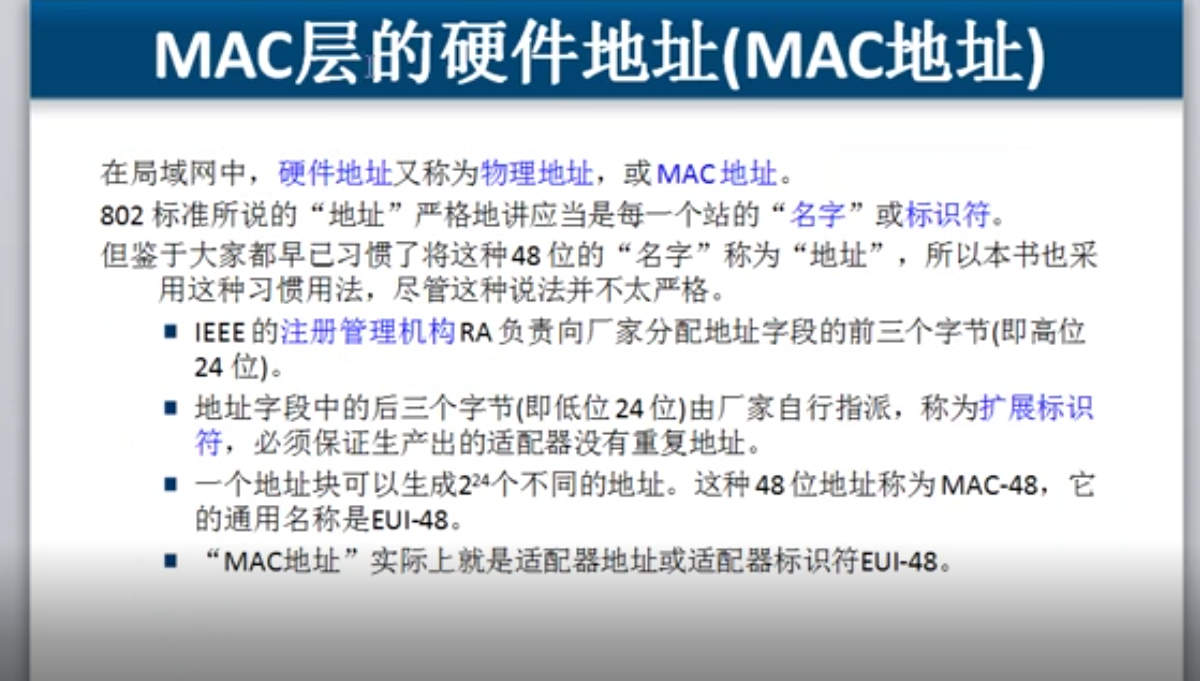 MAC层的硬件地址(MAC地址)
在局域网中，硬件地址又称为物理地址，或MAC地址。
802 标准所说的“地址”严格地讲应当是每一个站的“名字”或标识符。
但鉴于大家都早已习惯了将这种48 位的“名字”称为“地址”，所以本书也采
用这种习惯用法，尽管这种说法并不太严格。
■ IEEE 的注册管理机构RA 负责向厂家分配地址字段的前三个字节(即高位
24 位)。
■ 地址字段中的后三个字节(即低位 24 位)由厂家自行指派，称为扩展标识
符，必须保证生产出的适配器没有重复地址。
■ 一个地址块可以生成2²⁴个不同的地址。这种 48 位地址称为 MAC-48，它
的通用名称是EUI-48。
■ “MAC地址”实际上就是适配器地址或适配器标识符EUI-48。